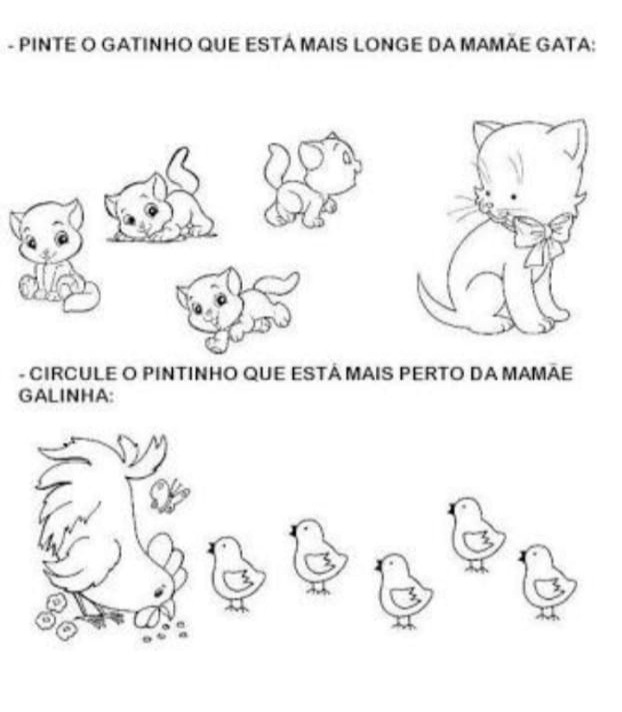 - PINTE O GATINHO QUE ESTÁ MAIS LONGE DA MAMÃE GATA:
- CIRCULE O PINTINHO QUE ESTÁ MAIS PERTO DA MAMÃE
GALINHA: